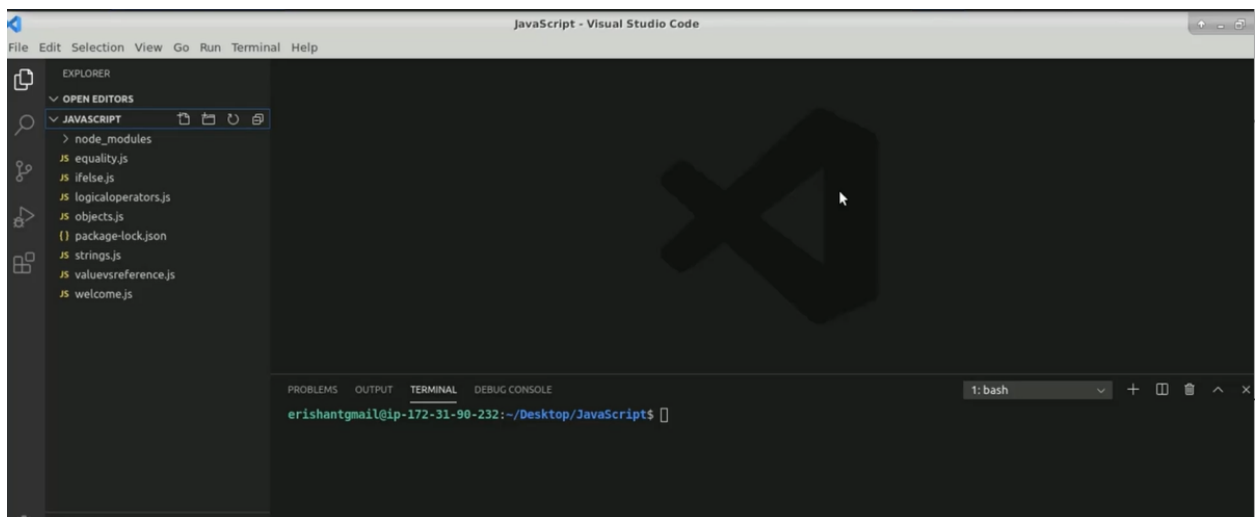 JavaScript - Visual Studio Code
File Edit Selection View Go Run Terminal Help
EXPLORER
OPEN EDITORS
JAVASCRIPT
node_modules
JS equality.js
JS ifelse.js
JS logicaloperators.js
JS objects.js
{} package-lock.json
JS strings.js
JS valuevsreference.js
JS welcome.js
PROBLEMS OUTPUT TERMINAL DEBUG CONSOLE 1: bash
erishantgmail@ip-172-31-90-232:~/Desktop/JavaScript$